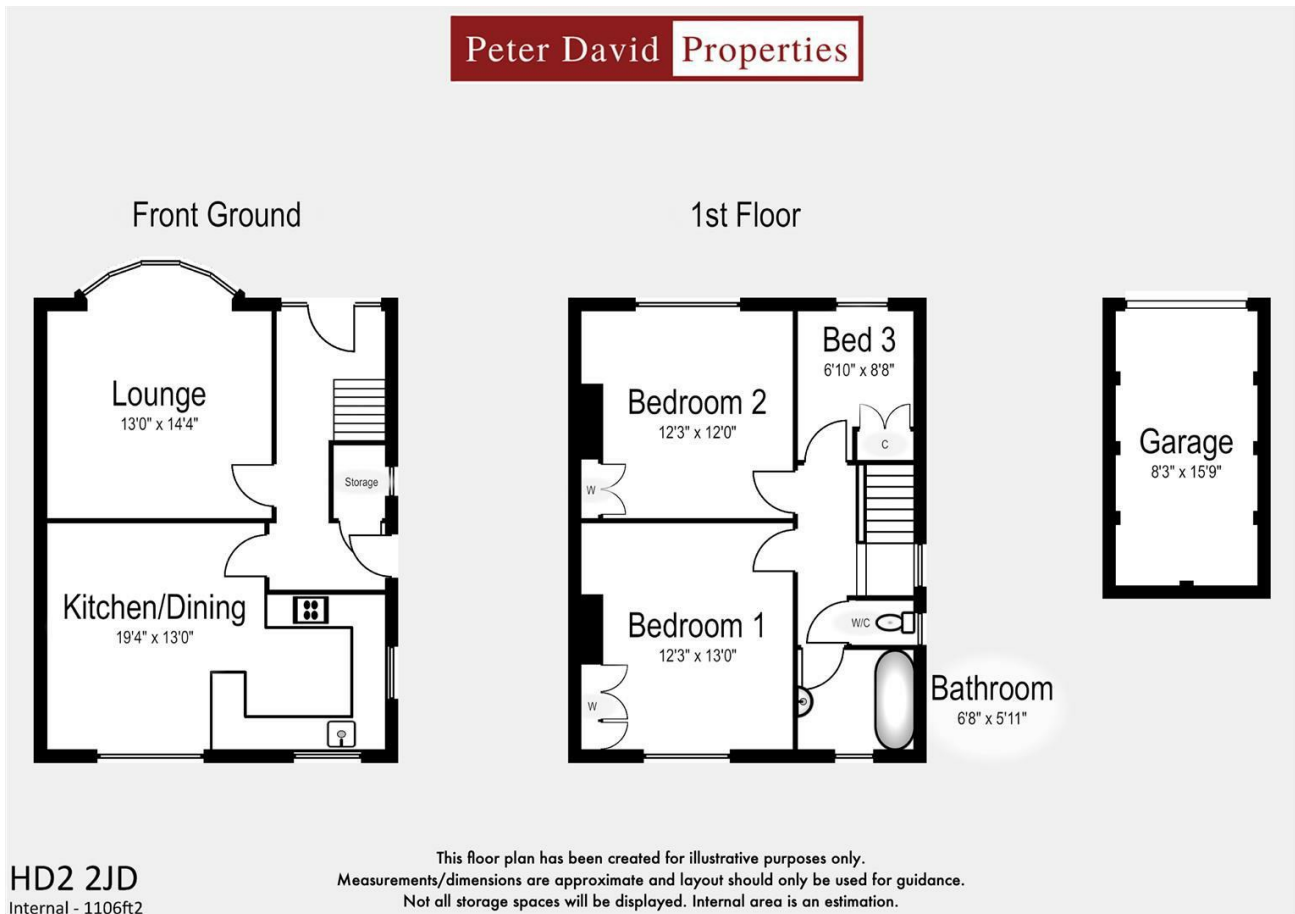 Peter David Properties
Front Ground
1st Floor
Lounge
13'0" x 14'4"
Storage
Kitchen/Dining
19'4" x 13'0"
Bedroom 2
12'3" x 12'0"
W
Bed 3
6'10" x 8'8"
C
Bedroom 1
12'3" x 13'0"
W
W/C
Bathroom
6'8" x 5'11"
Garage
8'3" x 15'9"
HD2 2JD
Internal - 1106ft2
This floor plan has been created for illustrative purposes only.
Measurements/dimensions are approximate and layout should only be used for guidance.
Not all storage spaces will be displayed. Internal area is an estimation.